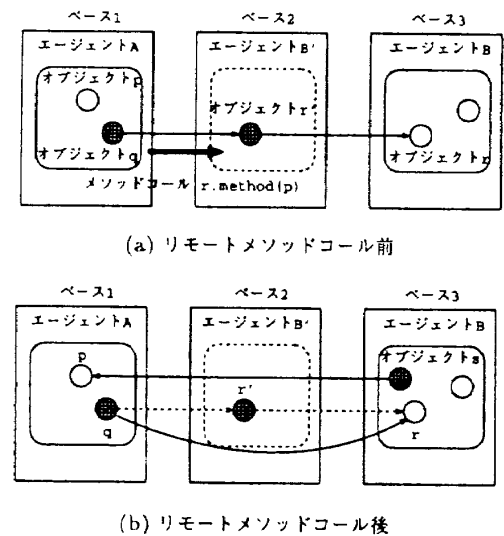 ベース1
ベース2
ベース3
エージェントA
エージェントB'
エージェントB
オブジェクトp
オブジェクトr'
オブジェクトq
オブジェクトr
メソッドコール r.method(p)
(a) リモートメソッドコール前
ベース1
ベース2
ベース3
エージェントA
エージェントB'
エージェントB
オブジェクトs
p
r'
q
r
(b) リモートメソッドコール後